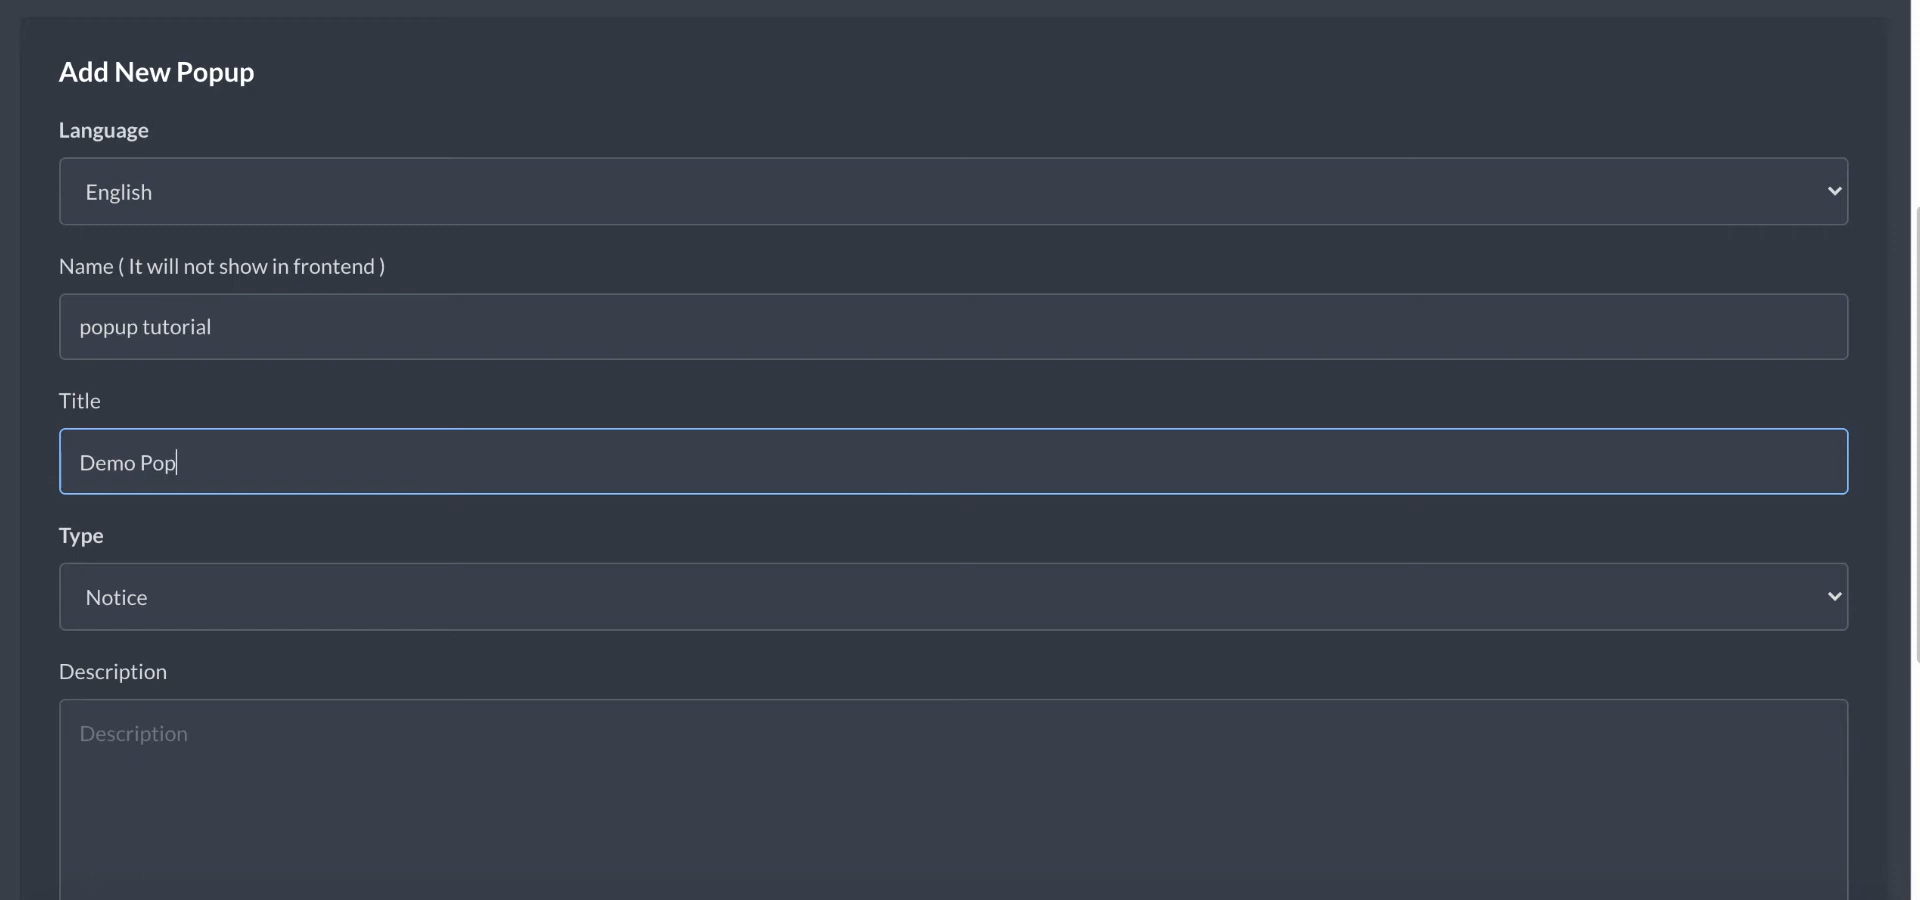 Add New Popup
Language
English
Name ( It will not show in frontend )
popup tutorial
Title
Demo Pop
Type
Notice
Description
Description